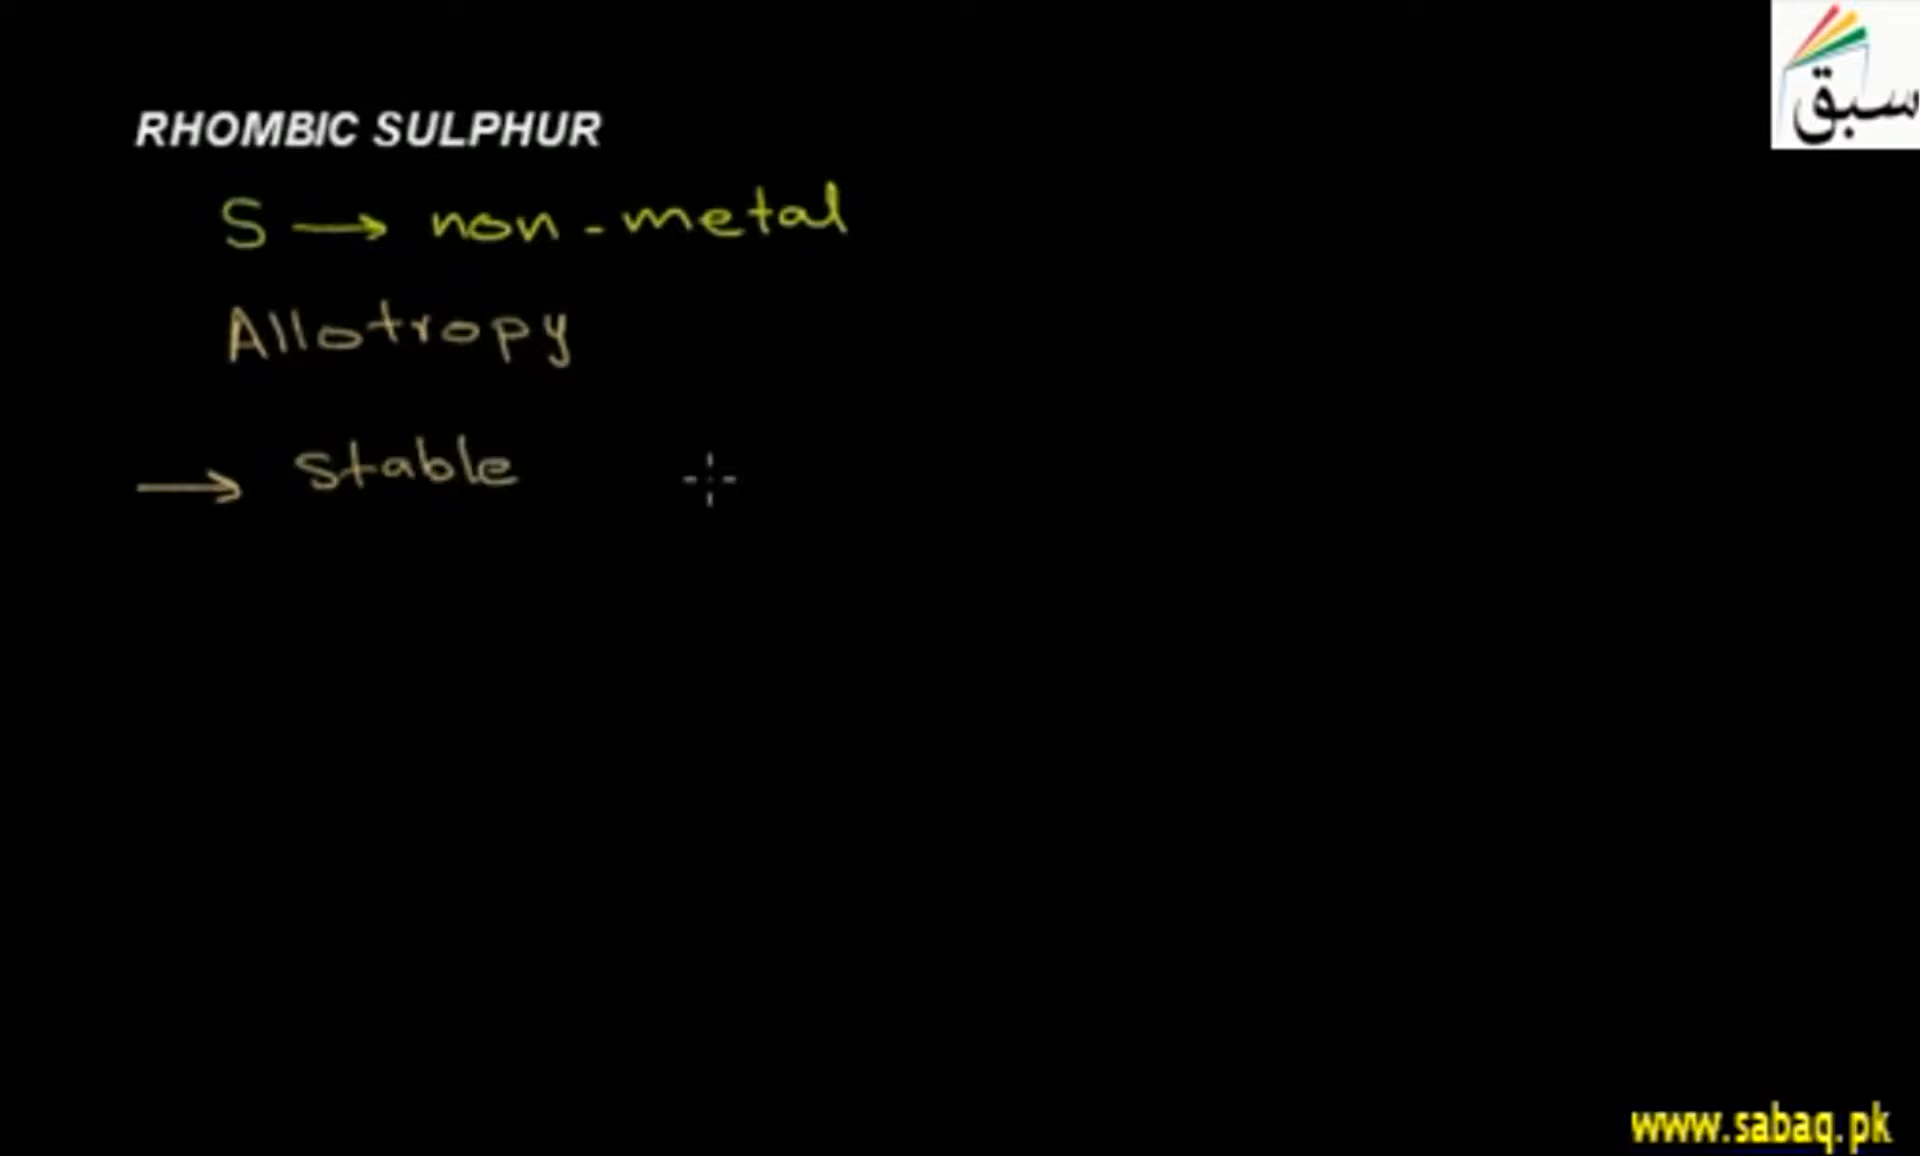 سبق
RHOMBIC SULPHUR
S → non-metal
Allotropy
→ stable
www.sabaq.pk